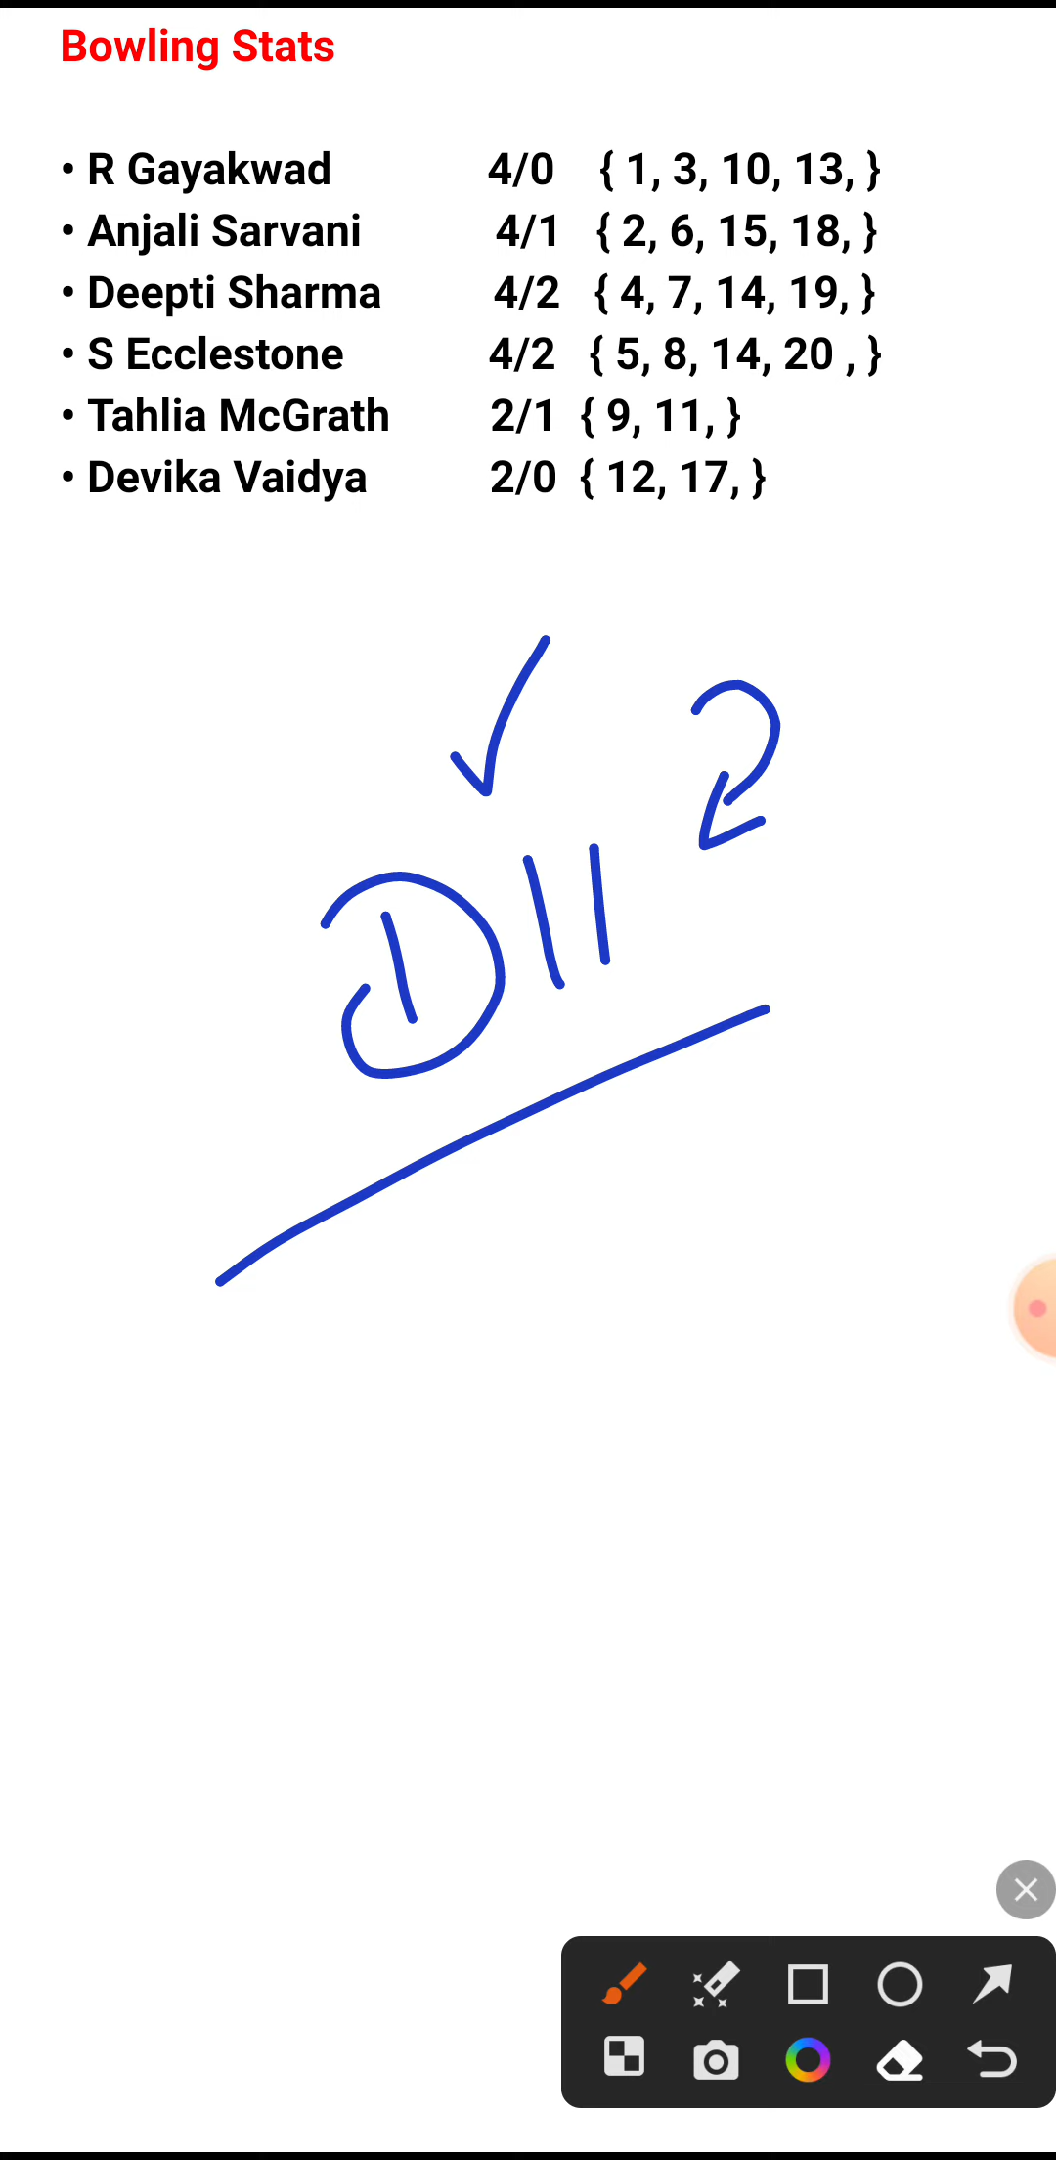 Bowling Stats
• R Gayakwad 4/0 { 1, 3, 10, 13, }
• Anjali Sarvani 4/1 { 2, 6, 15, 18, }
• Deepti Sharma 4/2 { 4, 7, 14, 19, }
• S Ecclestone 4/2 { 5, 8, 14, 20 , }
• Tahlia McGrath 2/1 { 9, 11, }
• Devika Vaidya 2/0 { 12, 17, }
2
D11